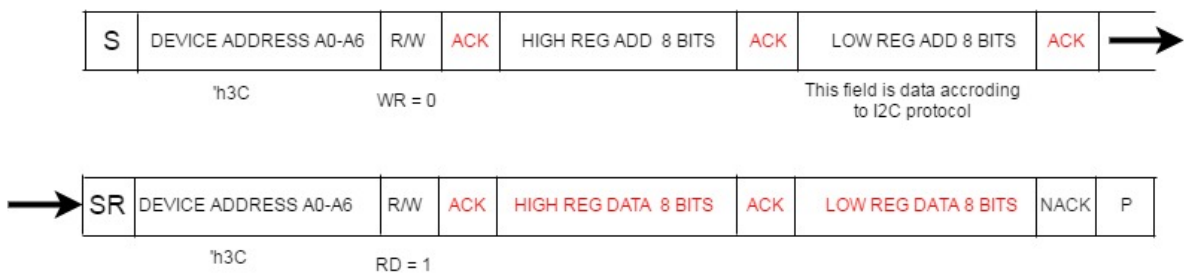 S DEVICE ADDRESS A0-A6 R/W ACK HIGH REG ADD 8 BITS ACK LOW REG ADD 8 BITS ACK
'h3C WR = 0 This field is data accroding
to I2C protocol
SR DEVICE ADDRESS A0-A6 R/W ACK HIGH REG DATA 8 BITS ACK LOW REG DATA 8 BITS NACK P
'h3C RD = 1